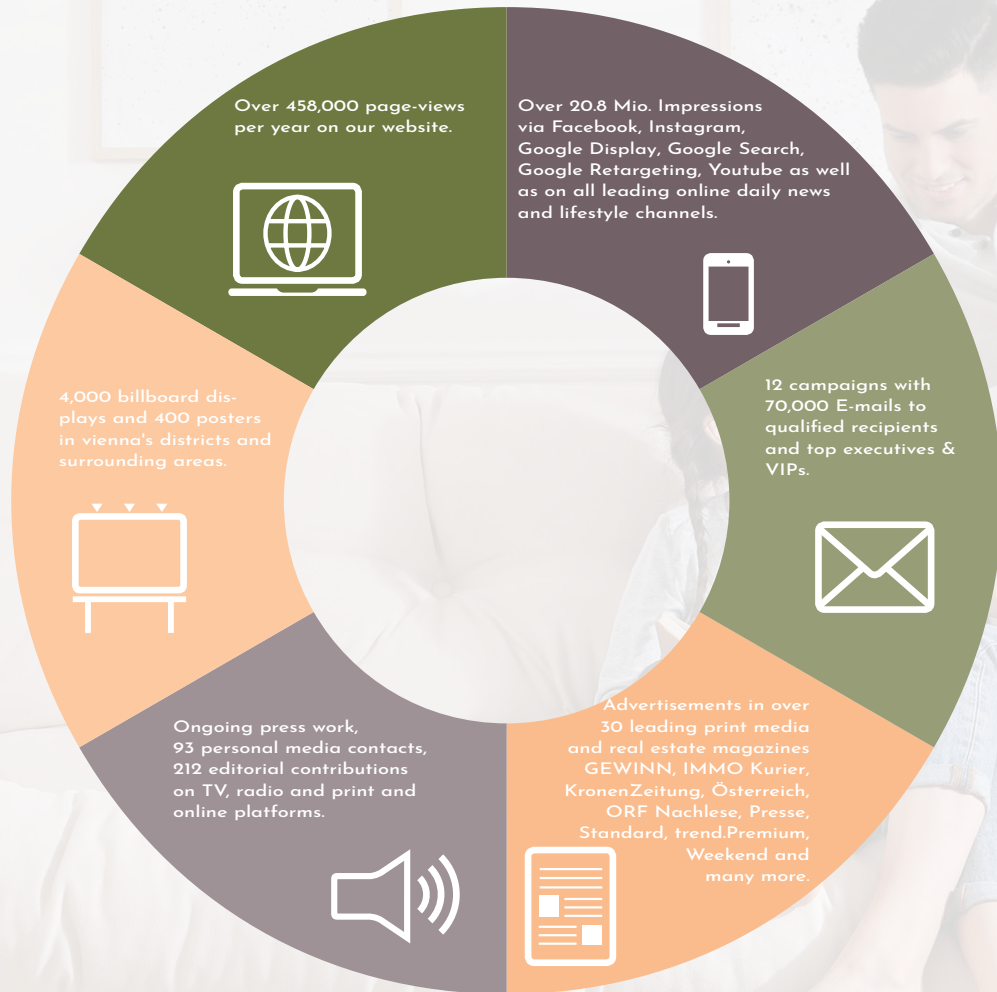 Over 458,000 page-views
per year on our website.
Over 20.8 Mio. Impressions
via Facebook, Instagram,
Google Display, Google Search,
Google Retargeting, Youtube as well
as on all leading online daily news
and lifestyle channels.
12 campaigns with
70,000 E-mails to
qualified recipients
and top executives &
VIPs.
4,000 billboard dis-
plays and 400 posters
in vienna's districts and
surrounding areas.
Ongoing press work,
93 personal media contacts,
212 editorial contributions
on TV, radio and print and
online platforms.
Advertisements in over
30 leading print media
and real estate magazines
GEWINN, IMMO Kurier,
KronenZeitung, Österreich,
ORF Nachlese, Presse,
Standard, trend.Premium,
Weekend and
many more.